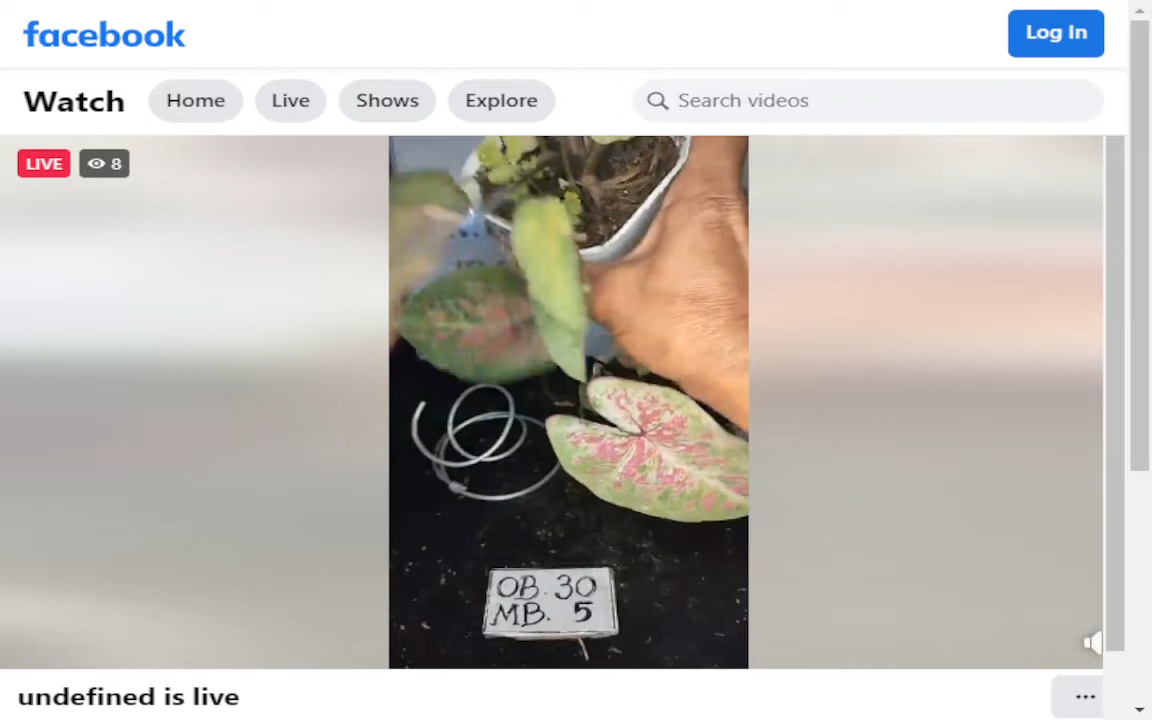 facebook
Log In
Watch
Home
Live
Shows
Explore
Search videos
LIVE
8
OB. 30
MB. 5
undefined is live